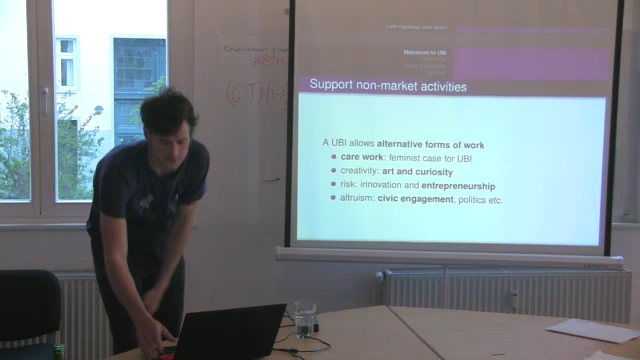 Motivations for UBI
Support non-market activities
A UBI allows alternative forms of work
care work: feminist case for UBI
creativity: art and curiosity
risk: innovation and entrepreneurship
altruism: civic engagement, politics etc.